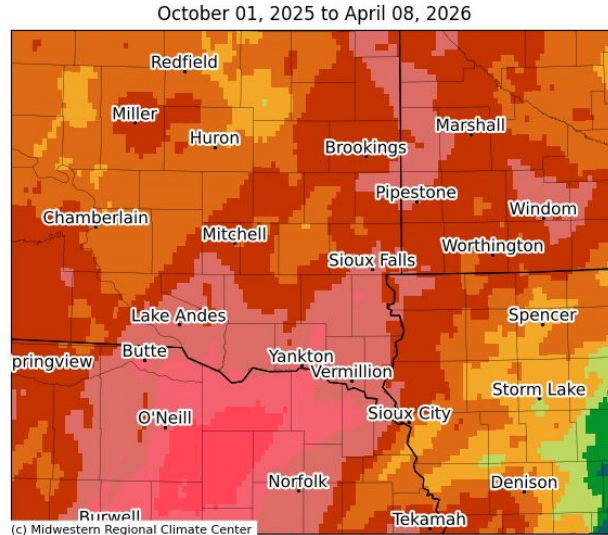 October 01, 2025 to April 08, 2026
Redfield
Miller
Huron
Brookings
Marshall
Pipestone
Windom
Chamberlain
Mitchell
Sioux Falls
Worthington
Lake Andes
Spencer
pringview
Butte
Yankton
Vermillion
Storm Lake
O'Neill
Sioux City
Norfolk
Denison
Burwell
Tekamah
(c) Midwestern Regional Climate Center